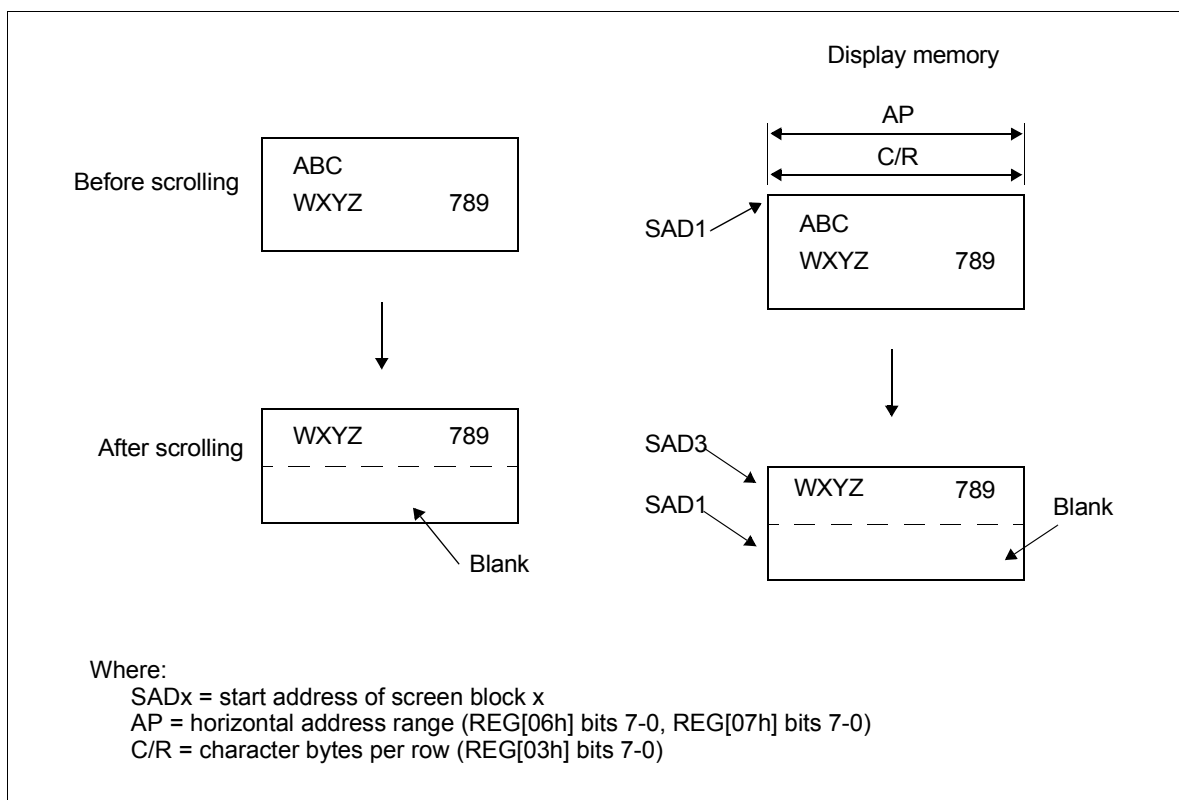 Display memory
AP
C/R
Before scrolling
ABC
WXYZ 789
SAD1
ABC
WXYZ 789
After scrolling
WXYZ 789
Blank
SAD3
SAD1
WXYZ 789
Blank
Where:
SADx = start address of screen block x
AP = horizontal address range (REG[06h] bits 7-0, REG[07h] bits 7-0)
C/R = character bytes per row (REG[03h] bits 7-0)